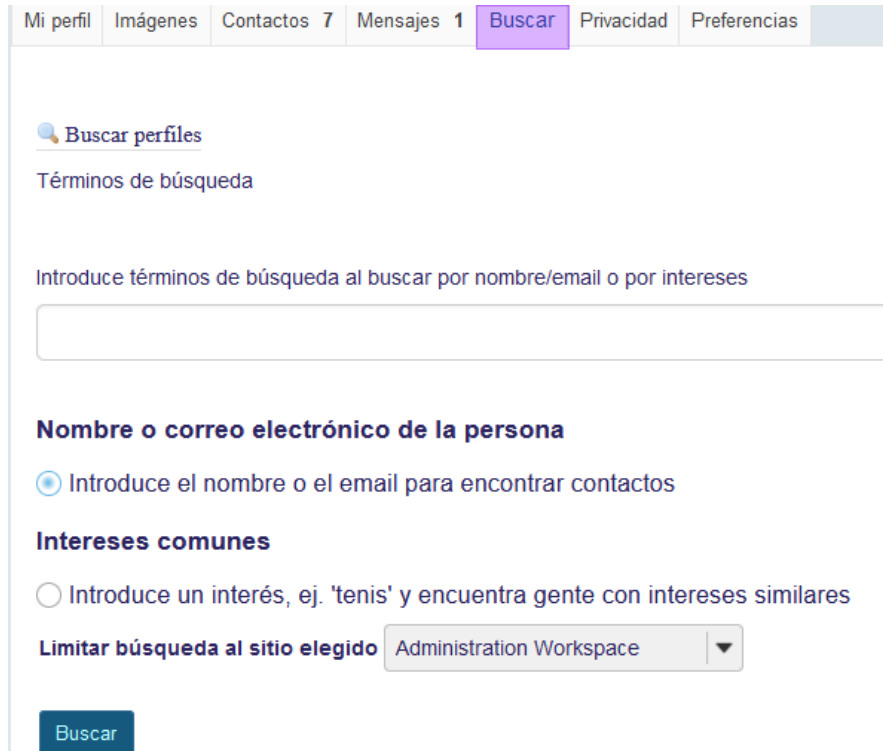 Mi perfil Imágenes Contactos 7 Mensajes 1 Buscar Privacidad Preferencias
Buscar perfiles
Términos de búsqueda
Introduce términos de búsqueda al buscar por nombre/email o por intereses
Nombre o correo electrónico de la persona
Introduce el nombre o el email para encontrar contactos
Intereses comunes
Introduce un interés, ej. 'tenis' y encuentra gente con intereses similares
Limitar búsqueda al sitio elegido Administration Workspace
Buscar